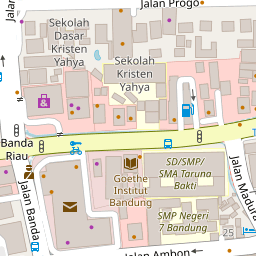 Jalan Progo
Sekolah
Dasar
Kristen
Yahya
Sekolah
Kristen
Yahya
Banda
Riau
Goethe
Institut
Bandung
SD/SMP/
SMA Taruna
Bakti
SMP Negeri
7 Bandung
25
Jalan Banda
Jalan Madura
Jalan Ambon